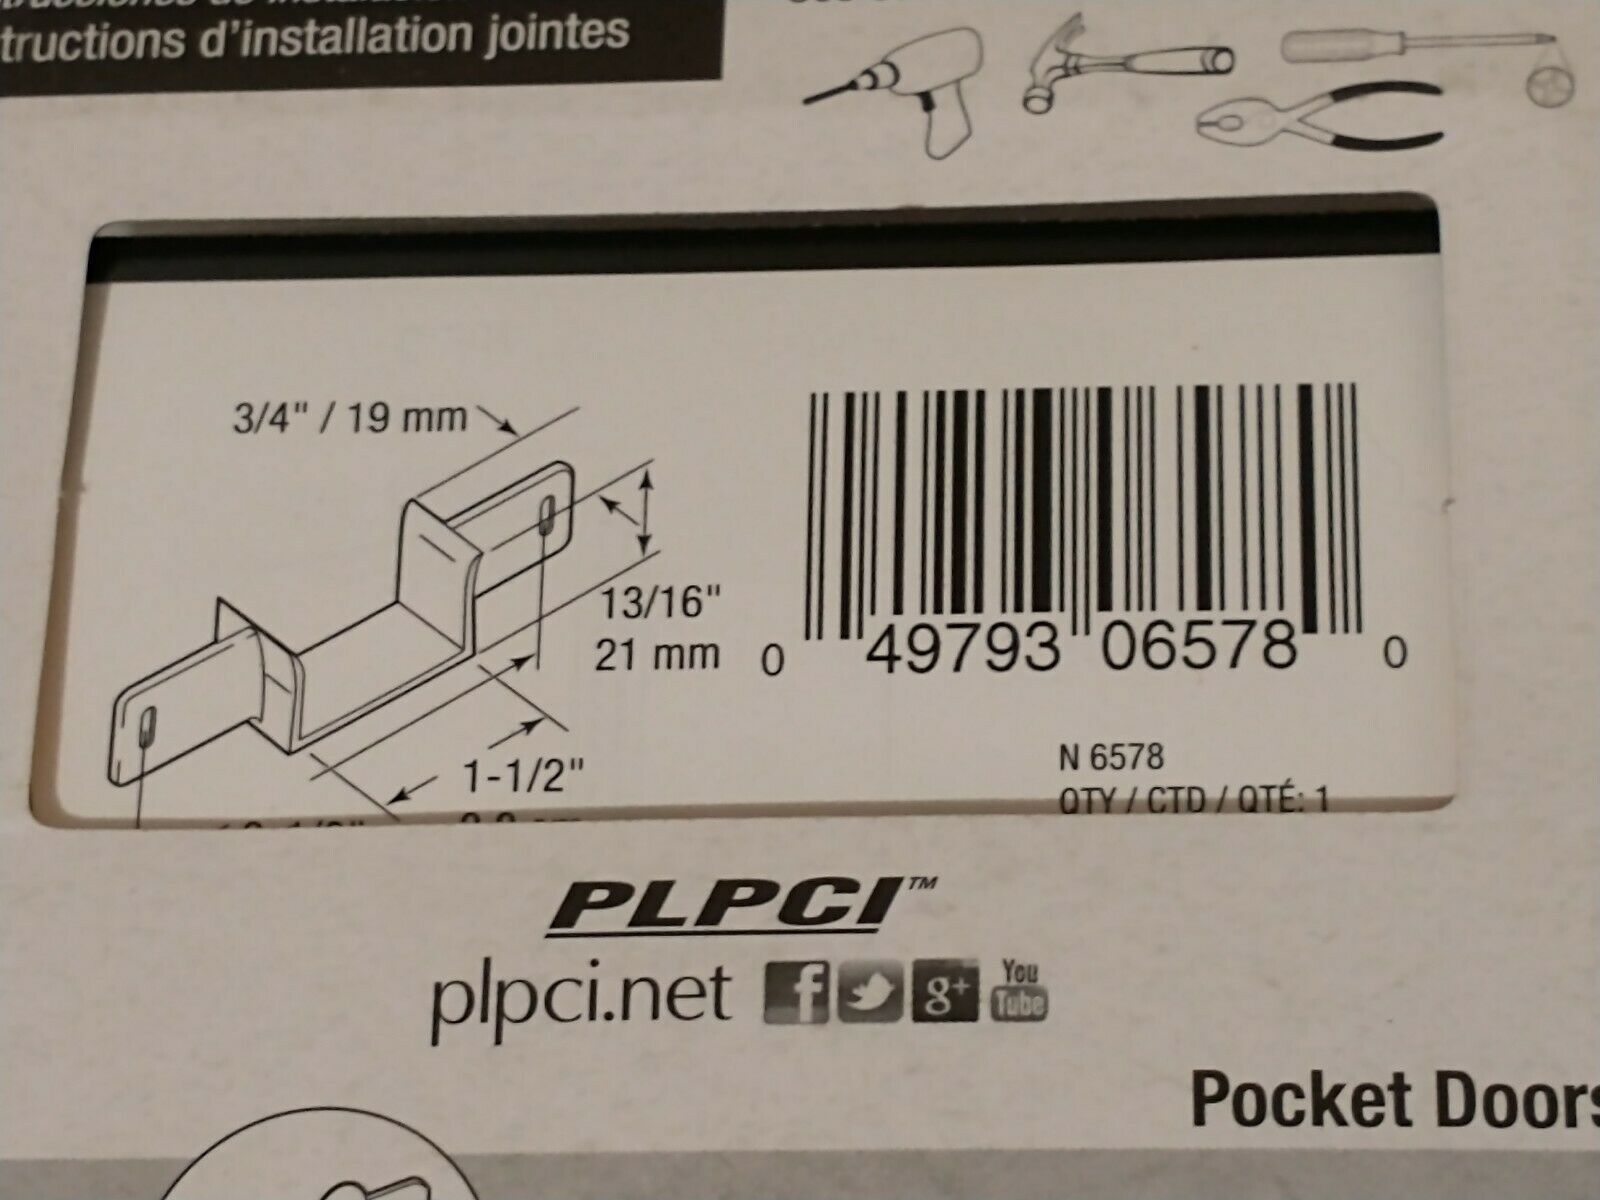 tructions d'installation jointes
3/4" / 19 mm
13/16"
21 mm
1-1/2"
0 49793 06578 0
N 6578
QTY / CTD / QTÉ: 1
PLPCI™
plpci.net
f
g+
You
Tube
Pocket Doors